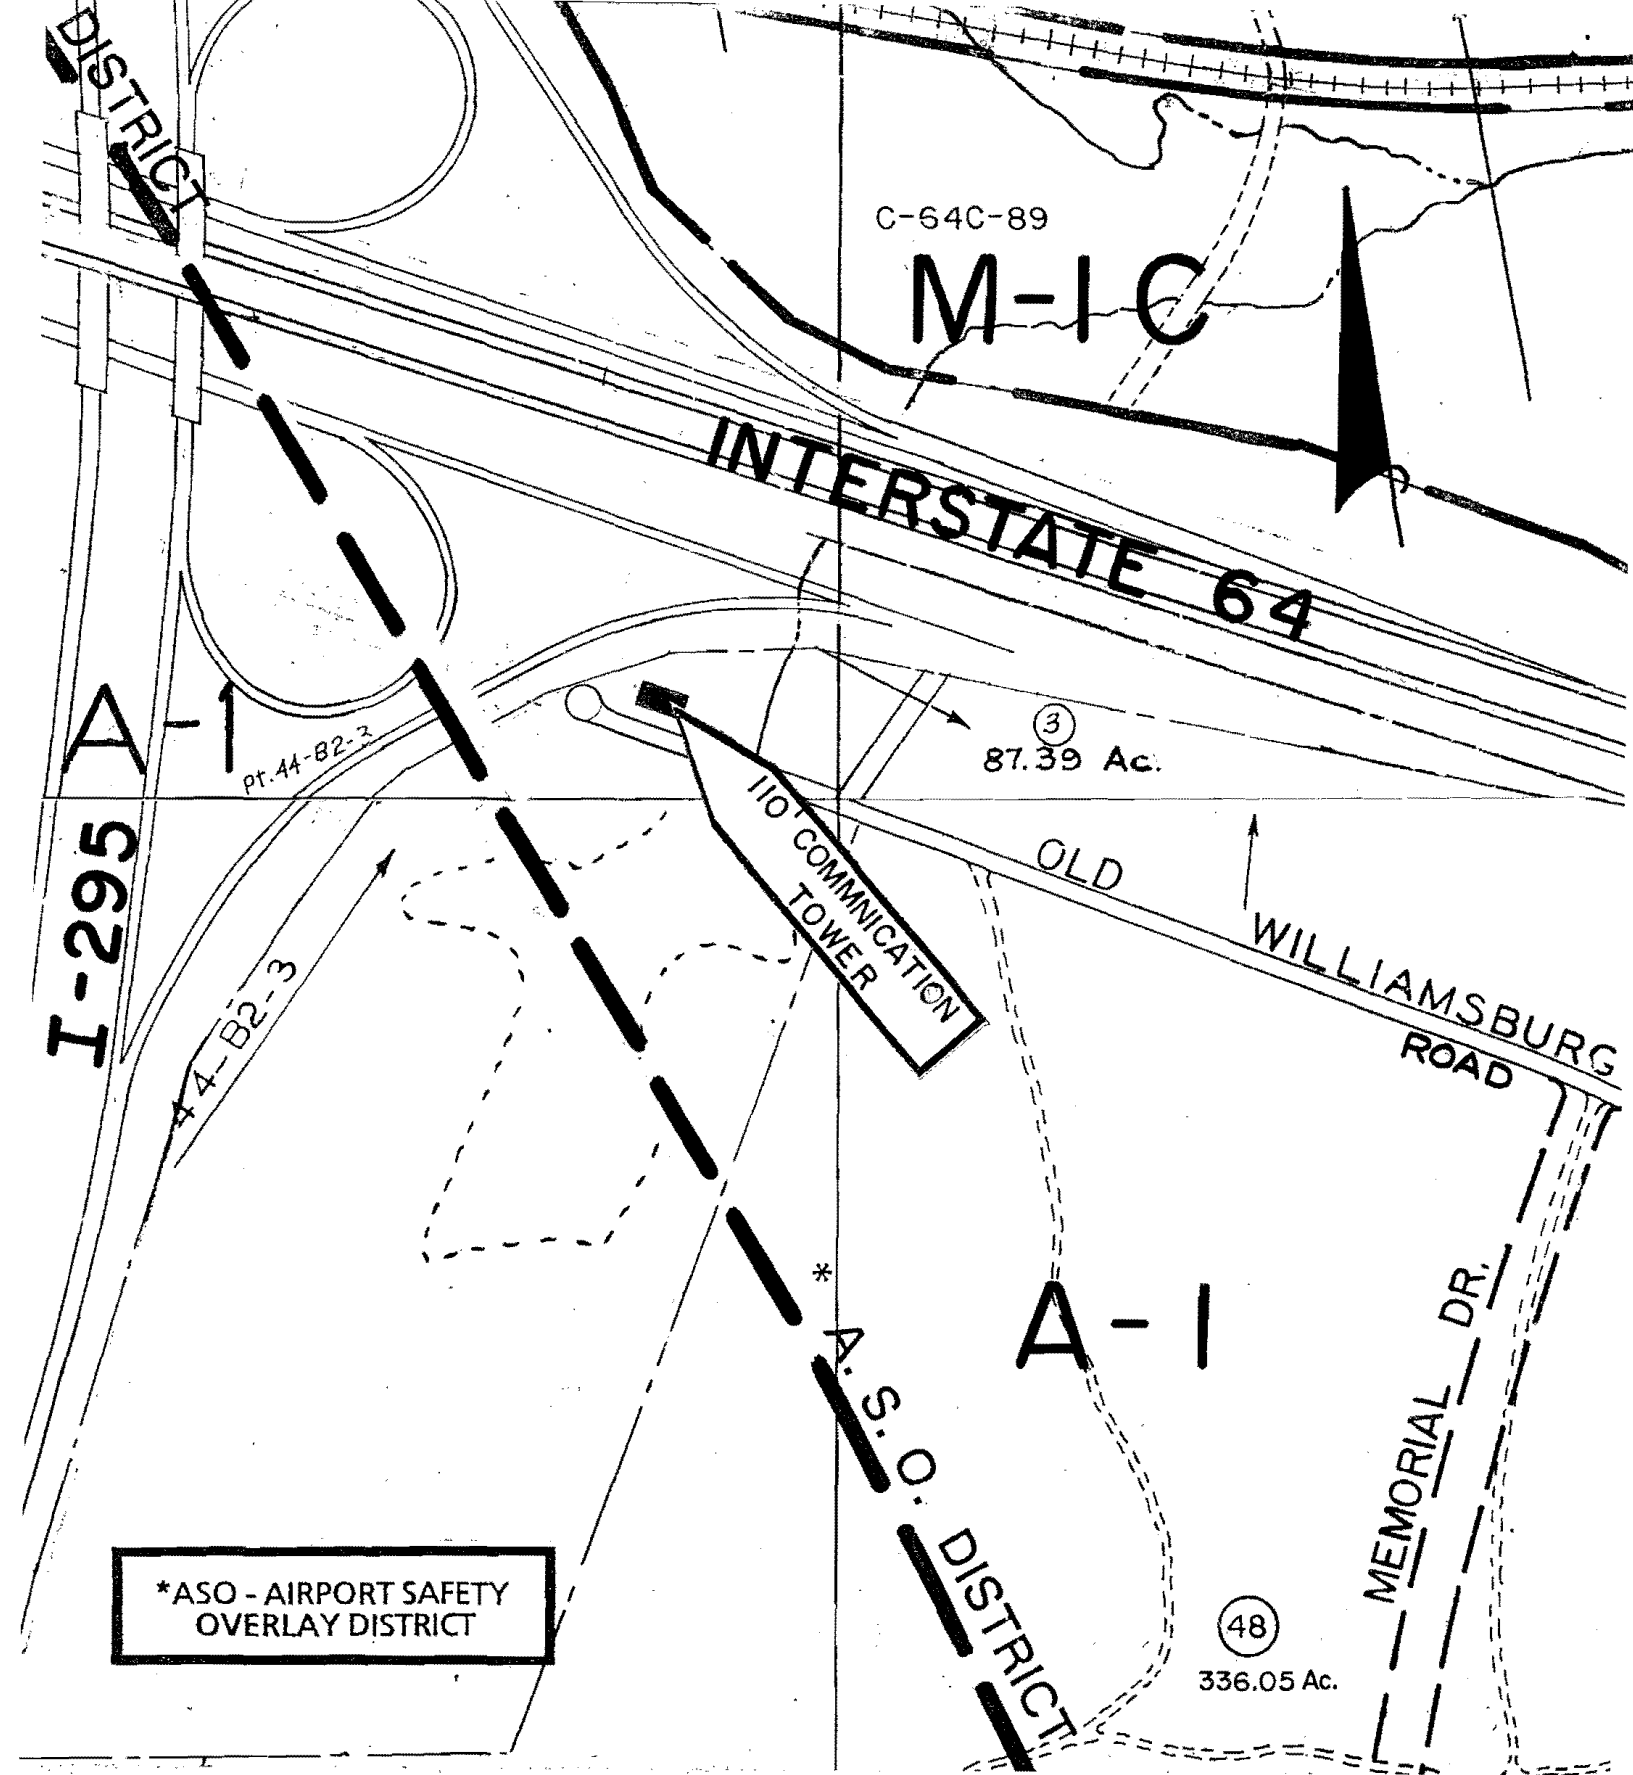 DISTRICT
C-64C-89
M-1C
INTERSTATE 64
A-1
pt.44-B2-3
3
87.39 Ac.
110' COMMNICATION
TOWER
I-295
OLD
WILLIAMSBURG
ROAD
44-B2-3
*
A.S.O. DISTRICT
A-1
MEMORIAL DR.
*ASO - AIRPORT SAFETY
OVERLAY DISTRICT
48
336.05 Ac.